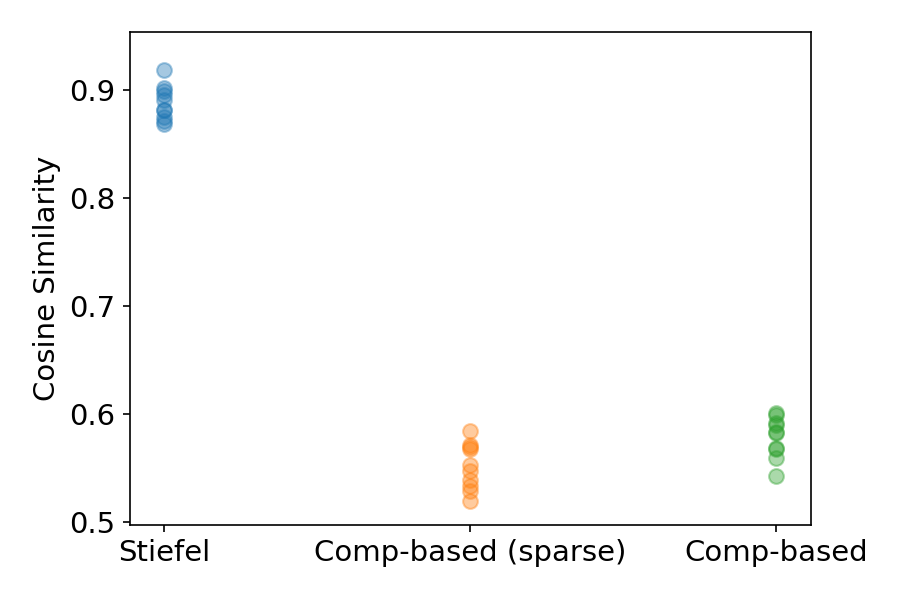 Cosine Similarity
0.9
0.8
0.7
0.6
0.5
Stiefel
Comp-based (sparse)
Comp-based